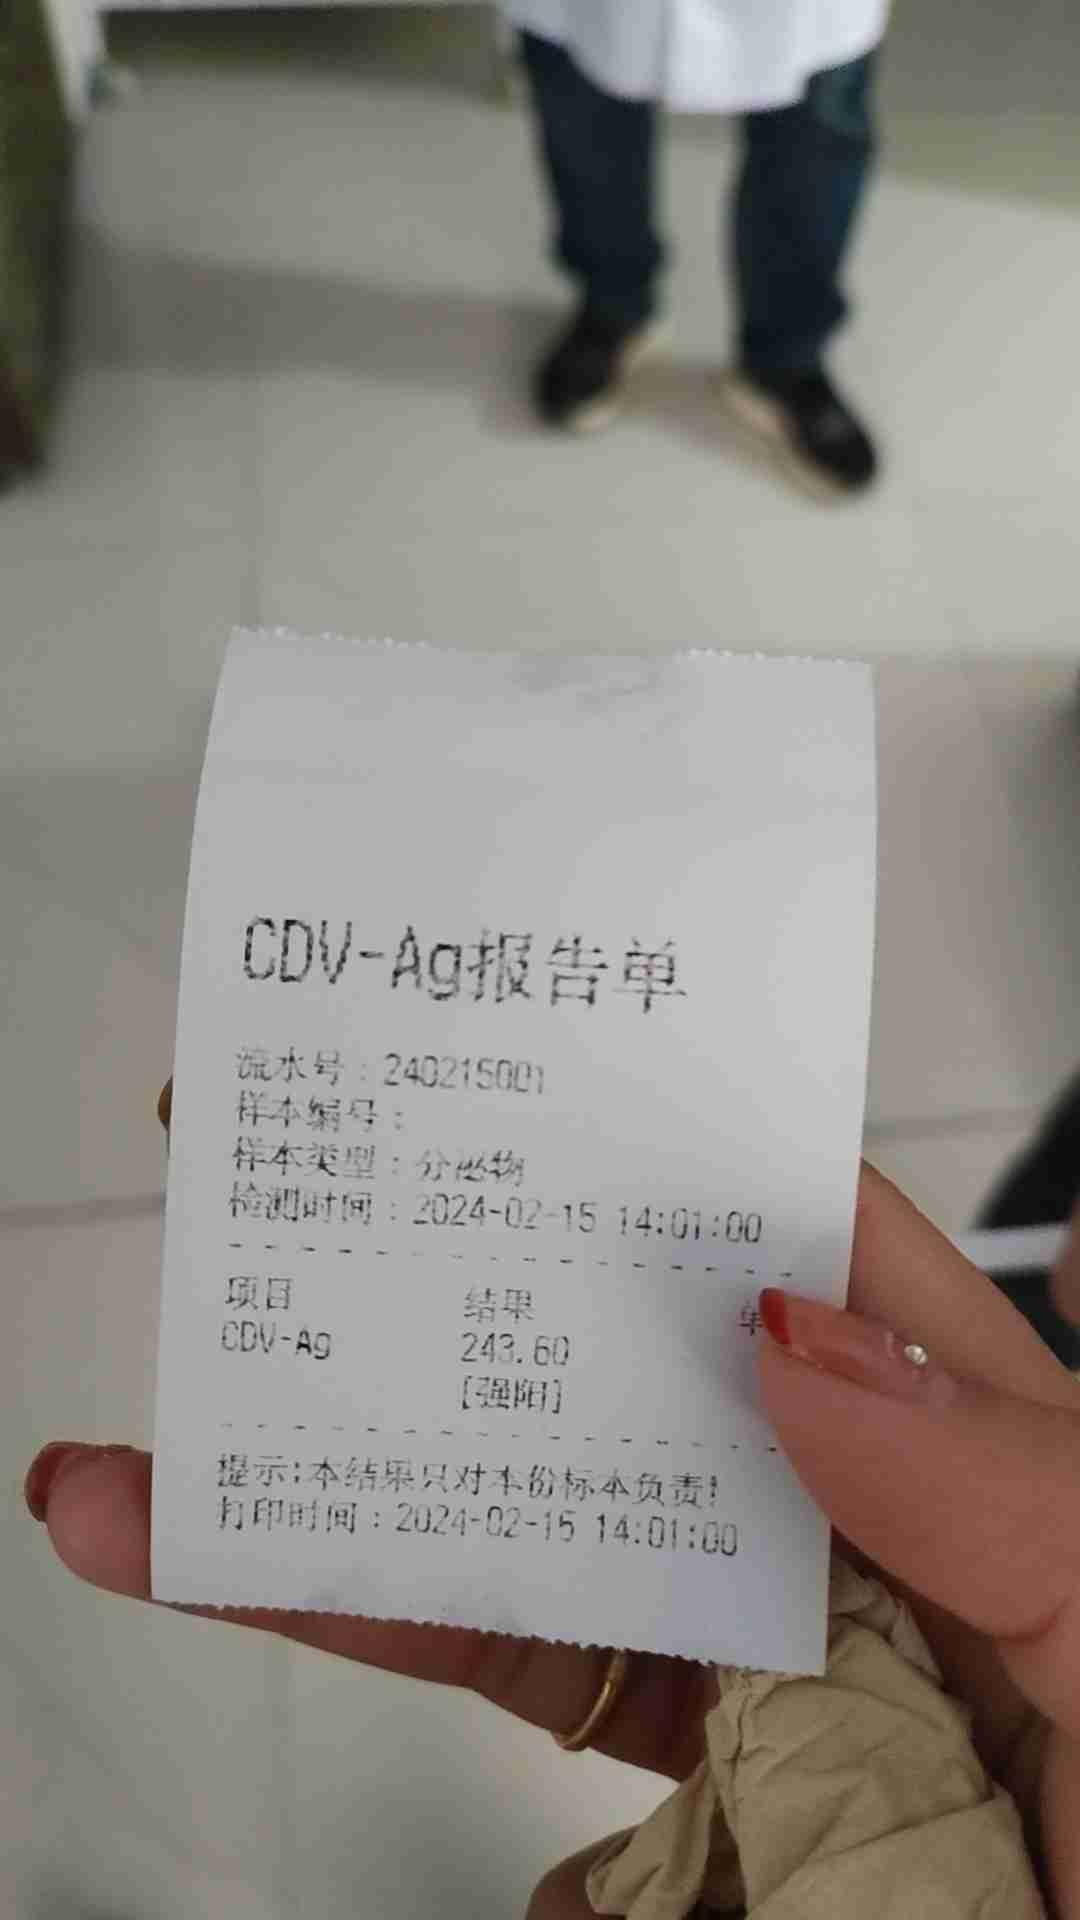 CDV-Ag报告单
流水号：240215001
样本编号：
样本类型：分泌物
检测时间：2024-02-15 14:01:00
项目 结果 单
CDV-Ag 243.60
[强阳]
提示:本结果只对本份标本负责!
打印时间：2024-02-15 14:01:00